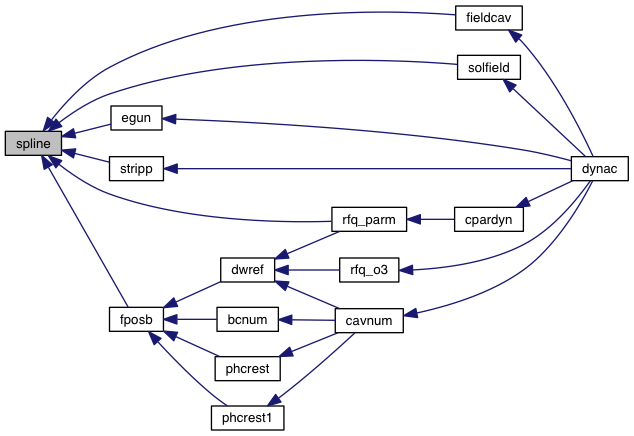 fieldcav
solfield
egun
spline
stripp
dynac
rfq_parm
cpardyn
dwref
rfq_o3
fposb
bcnum
cavnum
phcrest
phcrest1